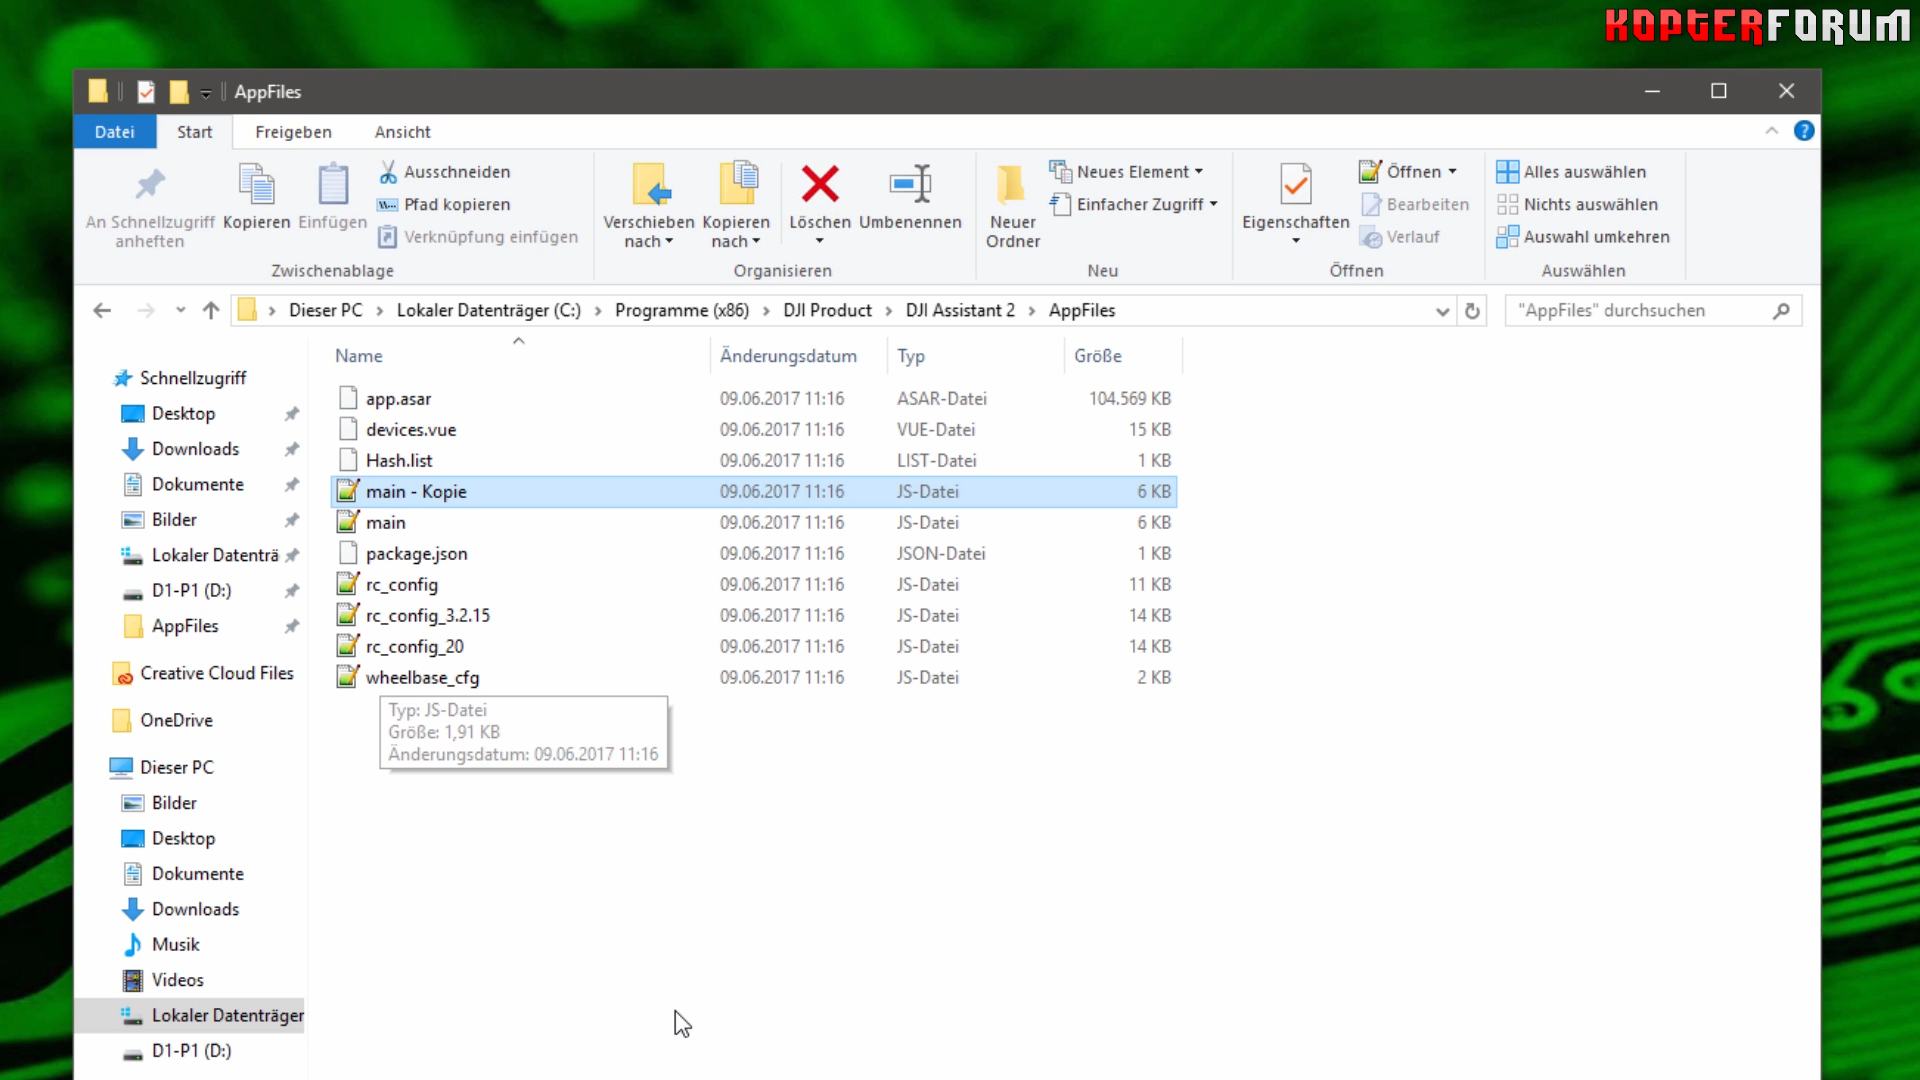 KOPTERFORUM
AppFiles
Datei Start Freigeben Ansicht
An Schnellzugriff anheften
Kopieren
Einfügen
Ausschneiden
Pfad kopieren
Verknüpfung einfügen
Zwischenablage
Verschieben nach
Kopieren nach
Löschen
Umbenennen
Organisieren
Neuer Ordner
Neues Element
Einfacher Zugriff
Neu
Eigenschaften
Öffnen
Bearbeiten
Verlauf
Öffnen
Alles auswählen
Nichts auswählen
Auswahl umkehren
Auswählen
Dieser PC Lokaler Datenträger (C:) Programme (x86) DJI Product DJI Assistant 2 AppFiles
"AppFiles" durchsuchen
Schnellzugriff
Desktop
Downloads
Dokumente
Bilder
Lokaler Datenträ
D1-P1 (D:)
AppFiles
Creative Cloud Files
OneDrive
Dieser PC
Bilder
Desktop
Dokumente
Downloads
Musik
Videos
Lokaler Datenträger
D1-P1 (D:)
Name Änderungsdatum Typ Größe
app.asar 09.06.2017 11:16 ASAR-Datei 104.569 KB
devices.vue 09.06.2017 11:16 VUE-Datei 15 KB
Hash.list 09.06.2017 11:16 LIST-Datei 1 KB
main - Kopie 09.06.2017 11:16 JS-Datei 6 KB
main 09.06.2017 11:16 JS-Datei 6 KB
package.json 09.06.2017 11:16 JSON-Datei 1 KB
rc_config 09.06.2017 11:16 JS-Datei 11 KB
rc_config_3.2.15 09.06.2017 11:16 JS-Datei 14 KB
rc_config_20 09.06.2017 11:16 JS-Datei 14 KB
wheelbase_cfg 09.06.2017 11:16 JS-Datei 2 KB
Typ: JS-Datei
Größe: 1,91 KB
Änderungsdatum: 09.06.2017 11:16